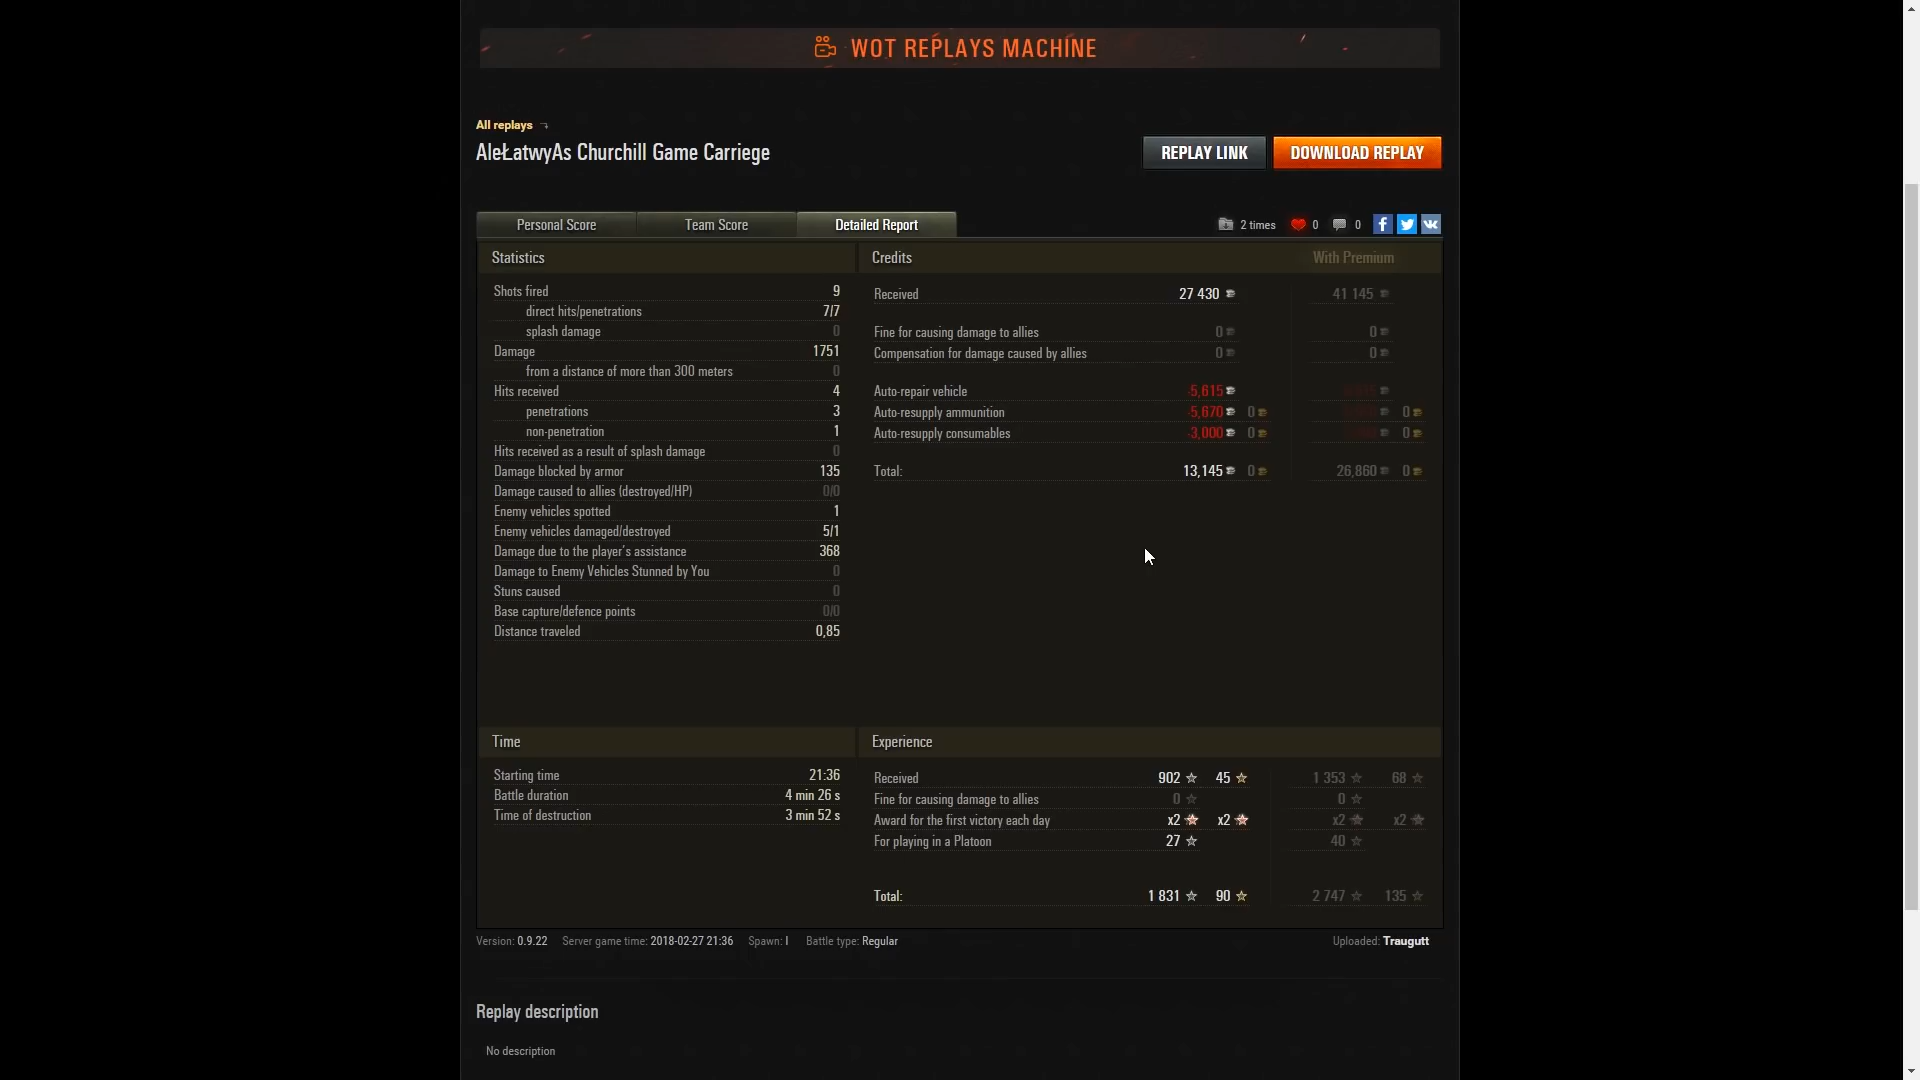 WOT REPLAYS MACHINE
All replays
AleŁatwyAs Churchill Game Carriege
REPLAY LINK
DOWNLOAD REPLAY
Personal Score
Team Score
Detailed Report
2 times
0
0
Statistics
Credits
With Premium
Shots fired 9
direct hits/penetrations 7/7
splash damage 0
Damage 1751
from a distance of more than 300 meters 0
Hits received 4
penetrations 3
non-penetration 1
Hits received as a result of splash damage 0
Damage blocked by armor 135
Damage caused to allies (destroyed/HP) 0/0
Enemy vehicles spotted 1
Enemy vehicles damaged/destroyed 5/1
Damage due to the player's assistance 368
Damage to Enemy Vehicles Stunned by You 0
Stuns caused 0
Base capture/defence points 0/0
Distance traveled 0,85
Received 27 430 41 145
Fine for causing damage to allies 0 0
Compensation for damage caused by allies 0 0
Auto-repair vehicle -5,615
Auto-resupply ammunition -5,670 0 0
Auto-resupply consumables -3,000 0 0
Total: 13,145 0 26,860 0
Time
Starting time 21:36
Battle duration 4 min 26 s
Time of destruction 3 min 52 s
Experience
Received 902 45 1 353 68
Fine for causing damage to allies 0 0
Award for the first victory each day x2 x2 x2 x2
For playing in a Platoon 27 40
Total: 1 831 90 2 747 135
Version: 0.9.22 Server game time: 2018-02-27 21:36 Spawn: I Battle type: Regular
Uploaded: Traugutt
Replay description
No description